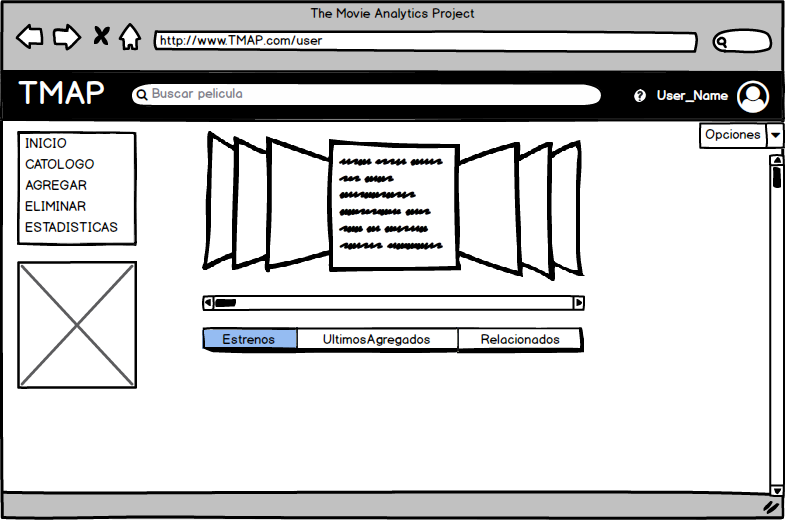 The Movie Analytics Project
http://www.TMAP.com/user
TMAP
Buscar pelicula
?
User_Name
Opciones
INICIO
CATOLOGO
AGREGAR
ELIMINAR
ESTADISTICAS
Estrenos
UltimosAgregados
Relacionados